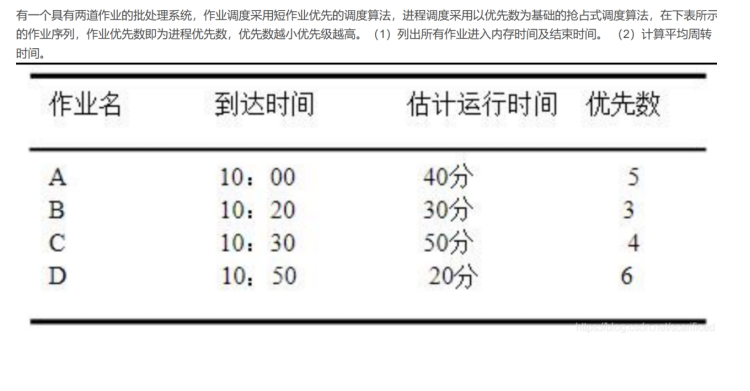 有一个具有两道作业的批处理系统，作业调度采用短作业优先的调度算法，进程调度采用以优先数为基础的抢占式调度算法，在下表所示
的作业序列，作业优先数即为进程优先数，优先数越小优先级越高。（1）列出所有作业进入内存时间及结束时间。 （2）计算平均周转
时间。
作业名 到达时间 估计运行时间 优先数
A 10：00 40分 5
B 10：20 30分 3
C 10：30 50分 4
D 10：50 20分 6